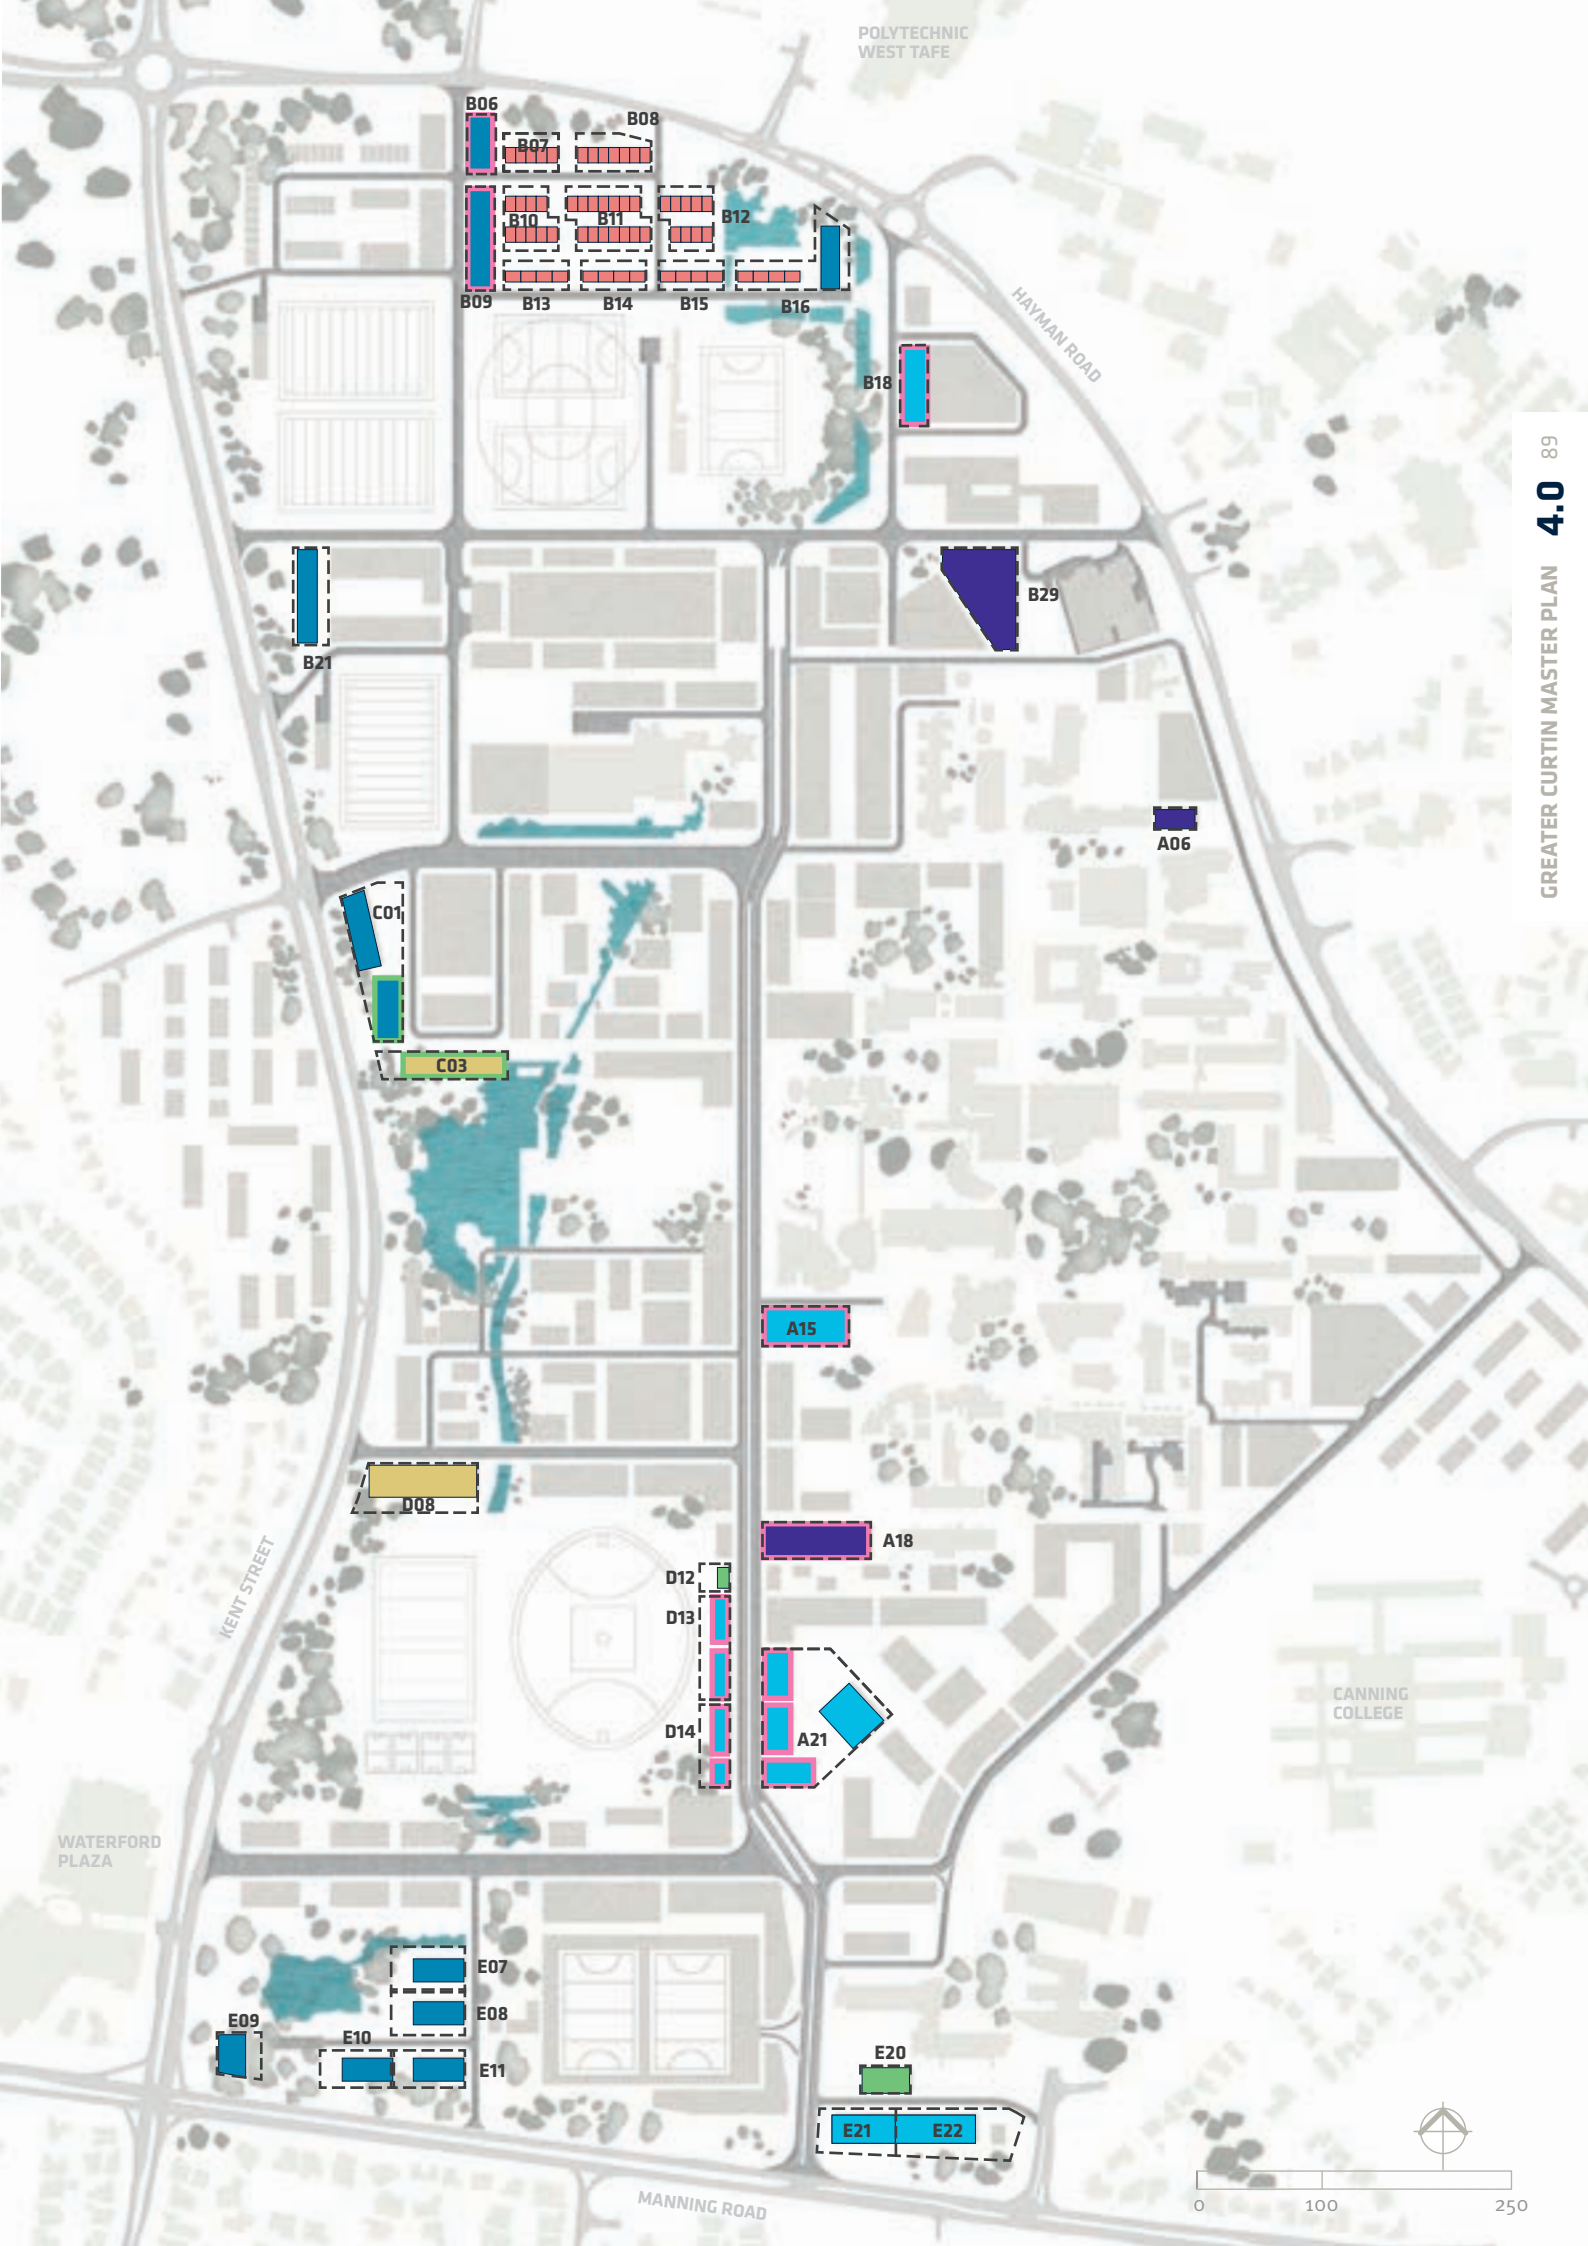 POLYTECHNIC
WEST TAFE
B06
B08
B07
B10
B11
B12
B09
B13
B14
B15
B16
HAYMAN ROAD
B18
89
4.0
GREATER CURTIN MASTER PLAN
B29
B21
A06
C01
C03
A15
D08
A18
KENT STREET
D12
D13
D14
A21
CANNING
COLLEGE
WATERFORD
PLAZA
E07
E08
E09
E10
E11
E20
E21
E22
MANNING ROAD
0
100
250